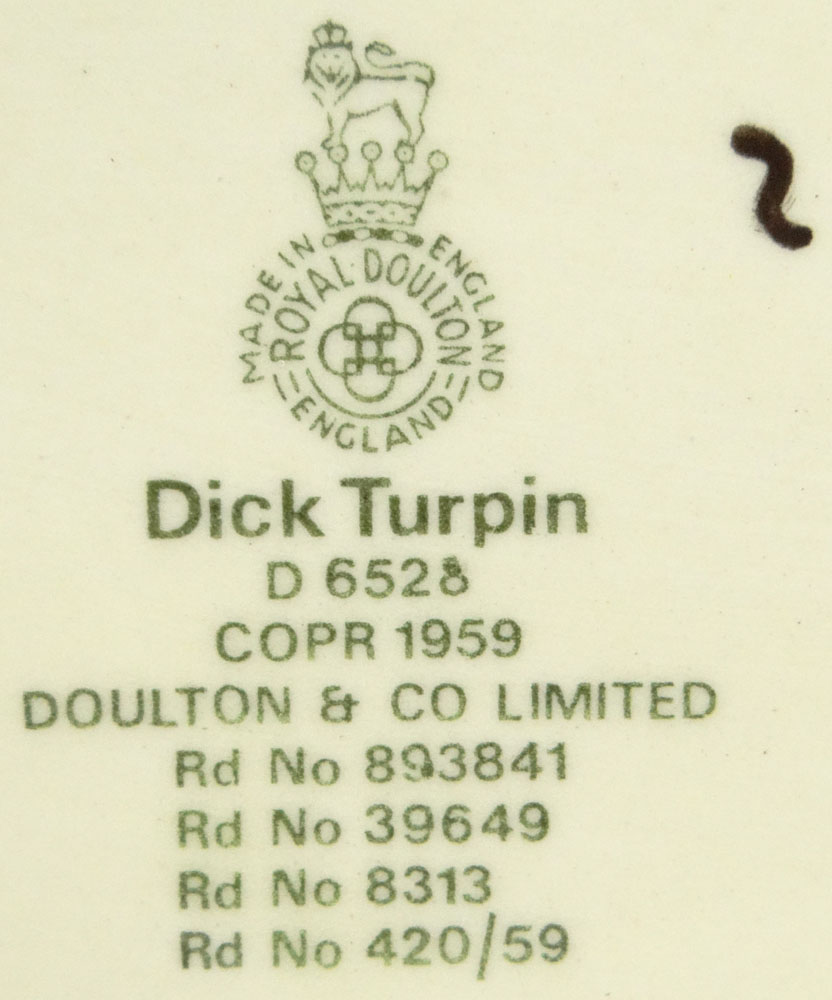 MADE IN ENGLAND
ROYAL DOULTON
ENGLAND
Dick Turpin
D 6528
COPR 1959
DOULTON & CO LIMITED
Rd No 893841
Rd No 39649
Rd No 8313
Rd No 420/59